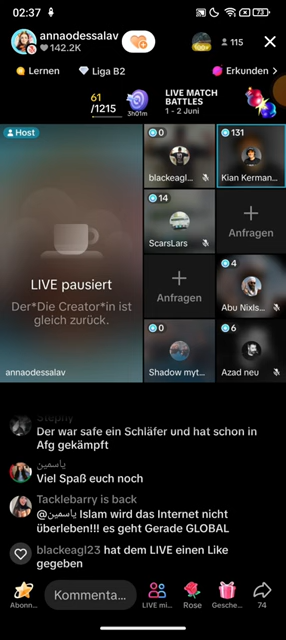 02:37
73
annaodessalav
142.2K
115
Lernen
Liga B2
Erkunden >
61
/1215
3h01m
LIVE MATCH
BATTLES
1 - 2 Juni
Host
0
131
blackeagl...
Kian Kerman...
14
ScarsLars
Anfragen
LIVE pausiert
Der*Die Creator*in ist
gleich zurück.
Anfragen
4
Abu NixIs...
annaodessalav
0
Shadow myt...
6
Azad neu
Stephy
Der war safe ein Schläfer und hat schon in
Afg gekämpft
ياسمين
Viel Spaß euch noch
Tacklebarry is back
@ياسمين Islam wird das Internet nicht
überleben!!! es geht Gerade GLOBAL
blackeagl23 hat dem LIVE einen Like
gegeben
Abonn...
Kommenta...
LIVE mi...
Rose
Gesche...
74